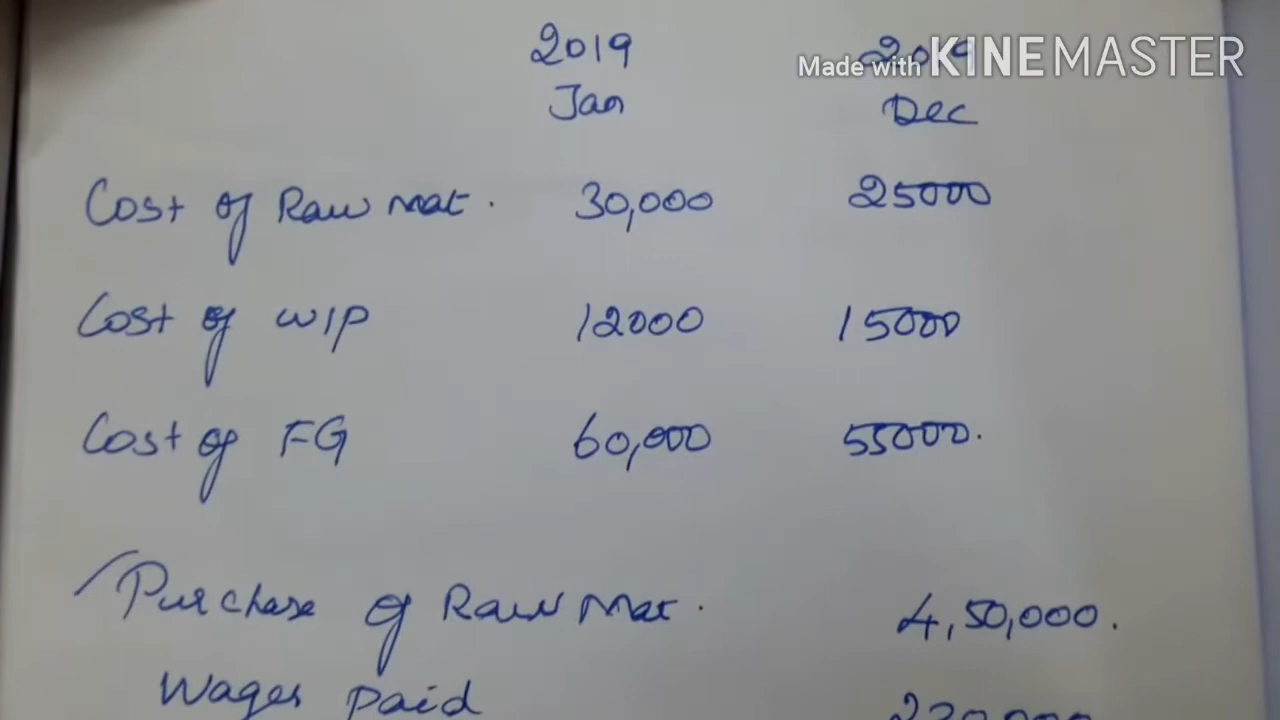 2019 2019
Made with KINEMASTER
Jan Dec
Cost of Raw mat. 30,000 25000
Cost of WIP 12000 15000
Cost of FG 60,000 55000.
Purchase of Raw Mat. 4,50,000.
Wages paid